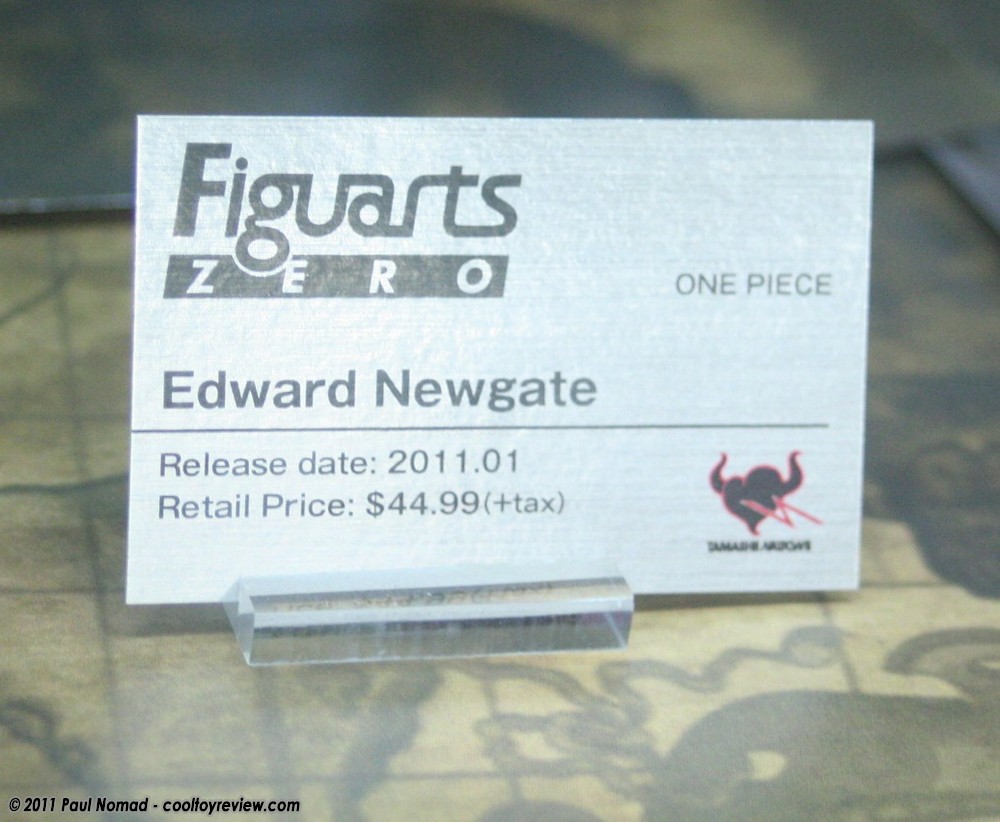 Figuarts
ZERO
ONE PIECE
Edward Newgate
Release date: 2011.01
Retail Price: $44.99(+tax)
© 2011 Paul Nomad - cooltoyreview.com